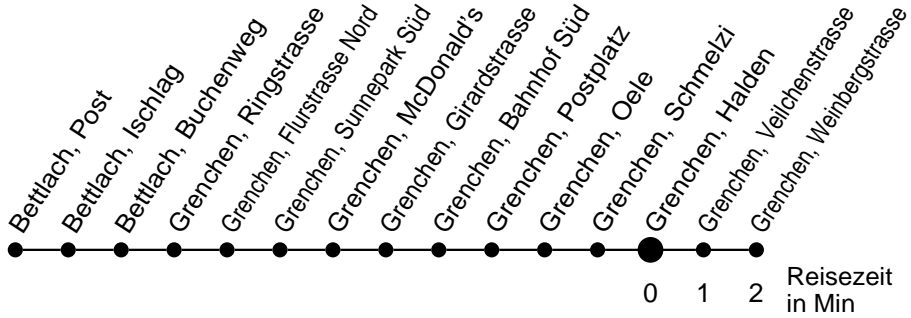 Bettlach, Post
Bettlach, Ischlag
Bettlach, Buchenweg
Grenchen, Ringstrasse
Grenchen, Flurstrasse Nord
Grenchen, Sunnepark Süd
Grenchen, McDonald's
Grenchen, Girardstrasse
Grenchen, Bahnhof Süd
Grenchen, Postplatz
Grenchen, Oele
Grenchen, Schmelzi
Grenchen, Halden
Grenchen, Veilchenstrasse
Grenchen, Weinbergstrasse
0 1 2 Reisezeit
in Min